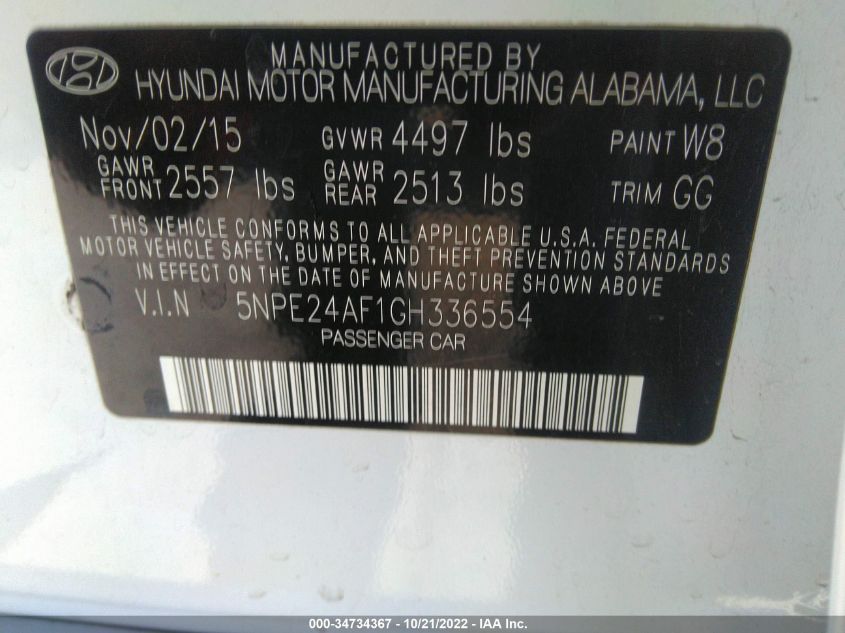 MANUFACTURED BY
HYUNDAI MOTOR MANUFACTURING ALABAMA, LLC
Nov/02/15 GVWR 4497 lbs PAINT W8
GAWR FRONT 2557 lbs GAWR REAR 2513 lbs TRIM GG
THIS VEHICLE CONFORMS TO ALL APPLICABLE U.S.A. FEDERAL
MOTOR VEHICLE SAFETY, BUMPER, AND THEFT PREVENTION STANDARDS
IN EFFECT ON THE DATE OF MANUFACTURE SHOWN ABOVE
V.I.N 5NPE24AF1GH336554
PASSENGER CAR
000-34734367 - 10/21/2022 - IAA Inc.